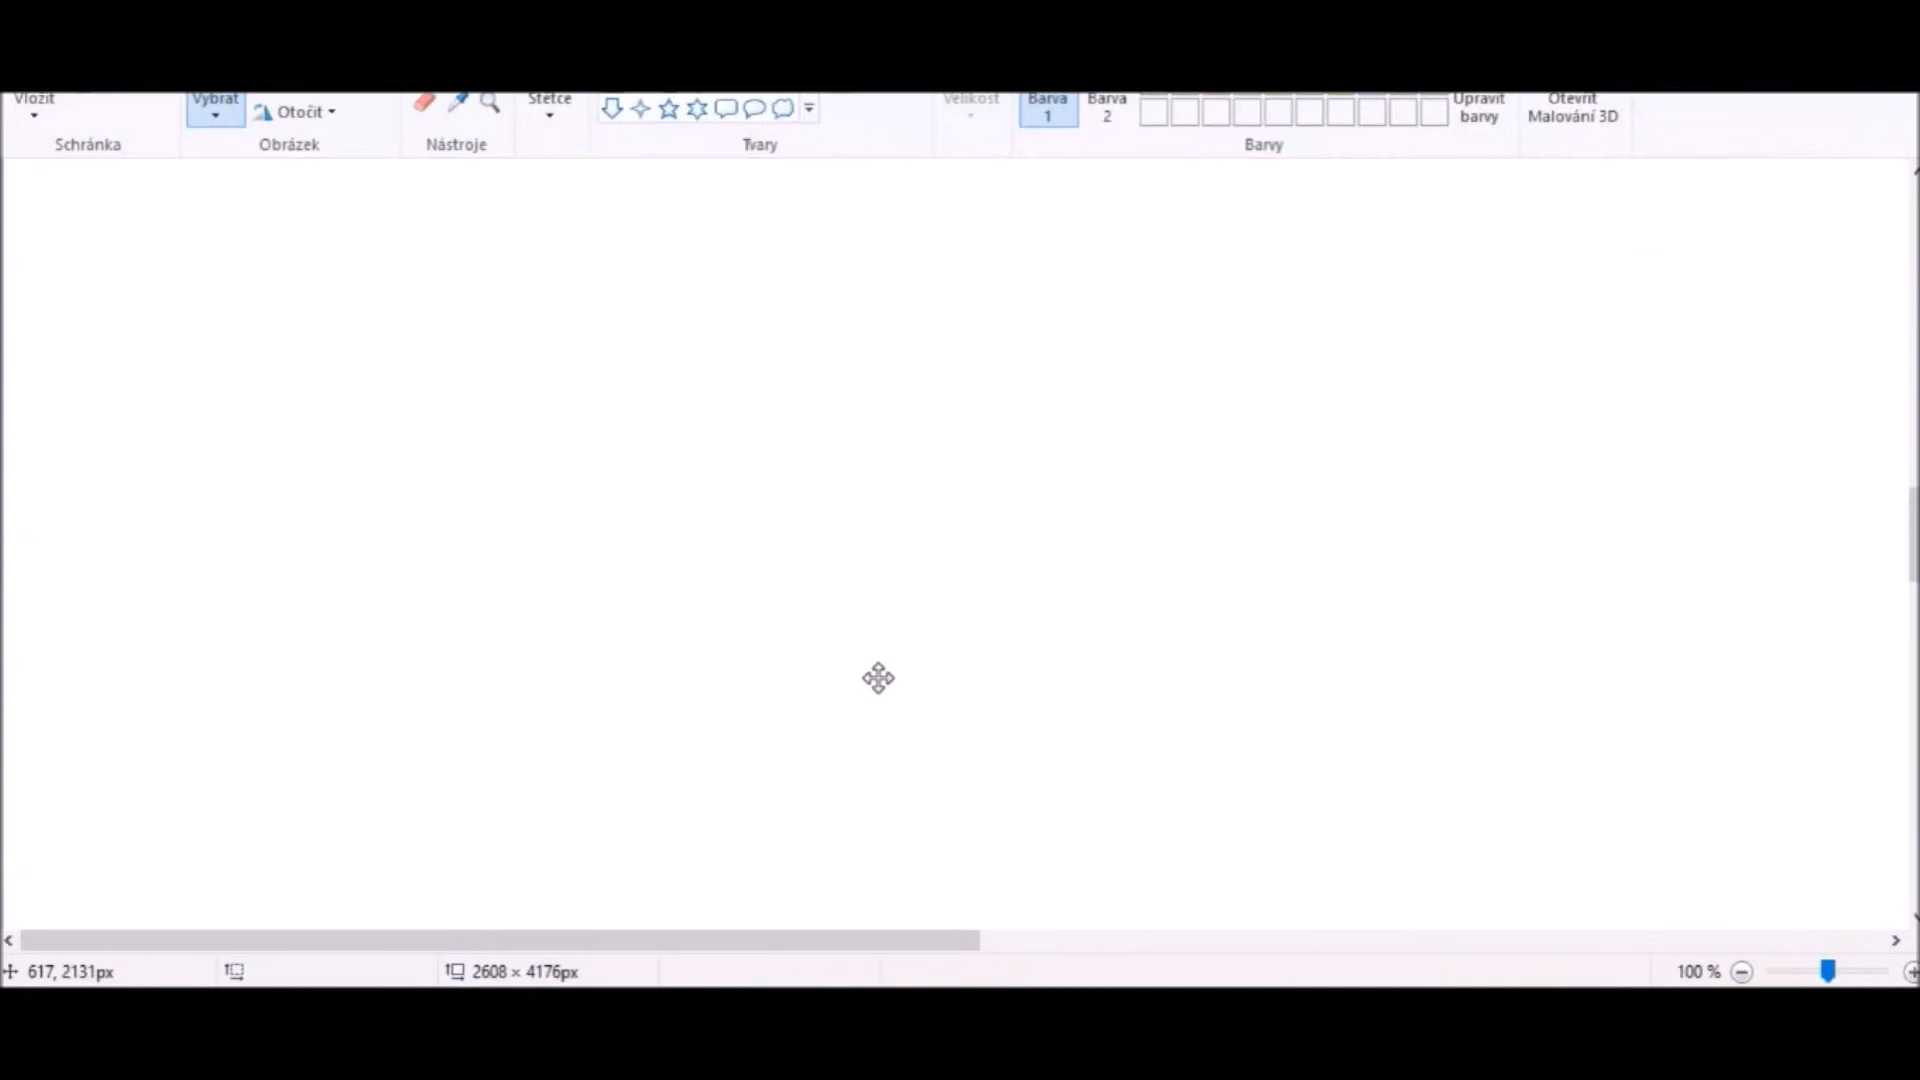 Vložit
Vybrat
Otočit
Štětce
Velikost
Barva
1
Barva
2
Upravit
barvy
Otevřít
Malování 3D
Schránka
Obrázek
Nástroje
Tvary
Barvy
617, 2131px
2608 × 4176px
100 %